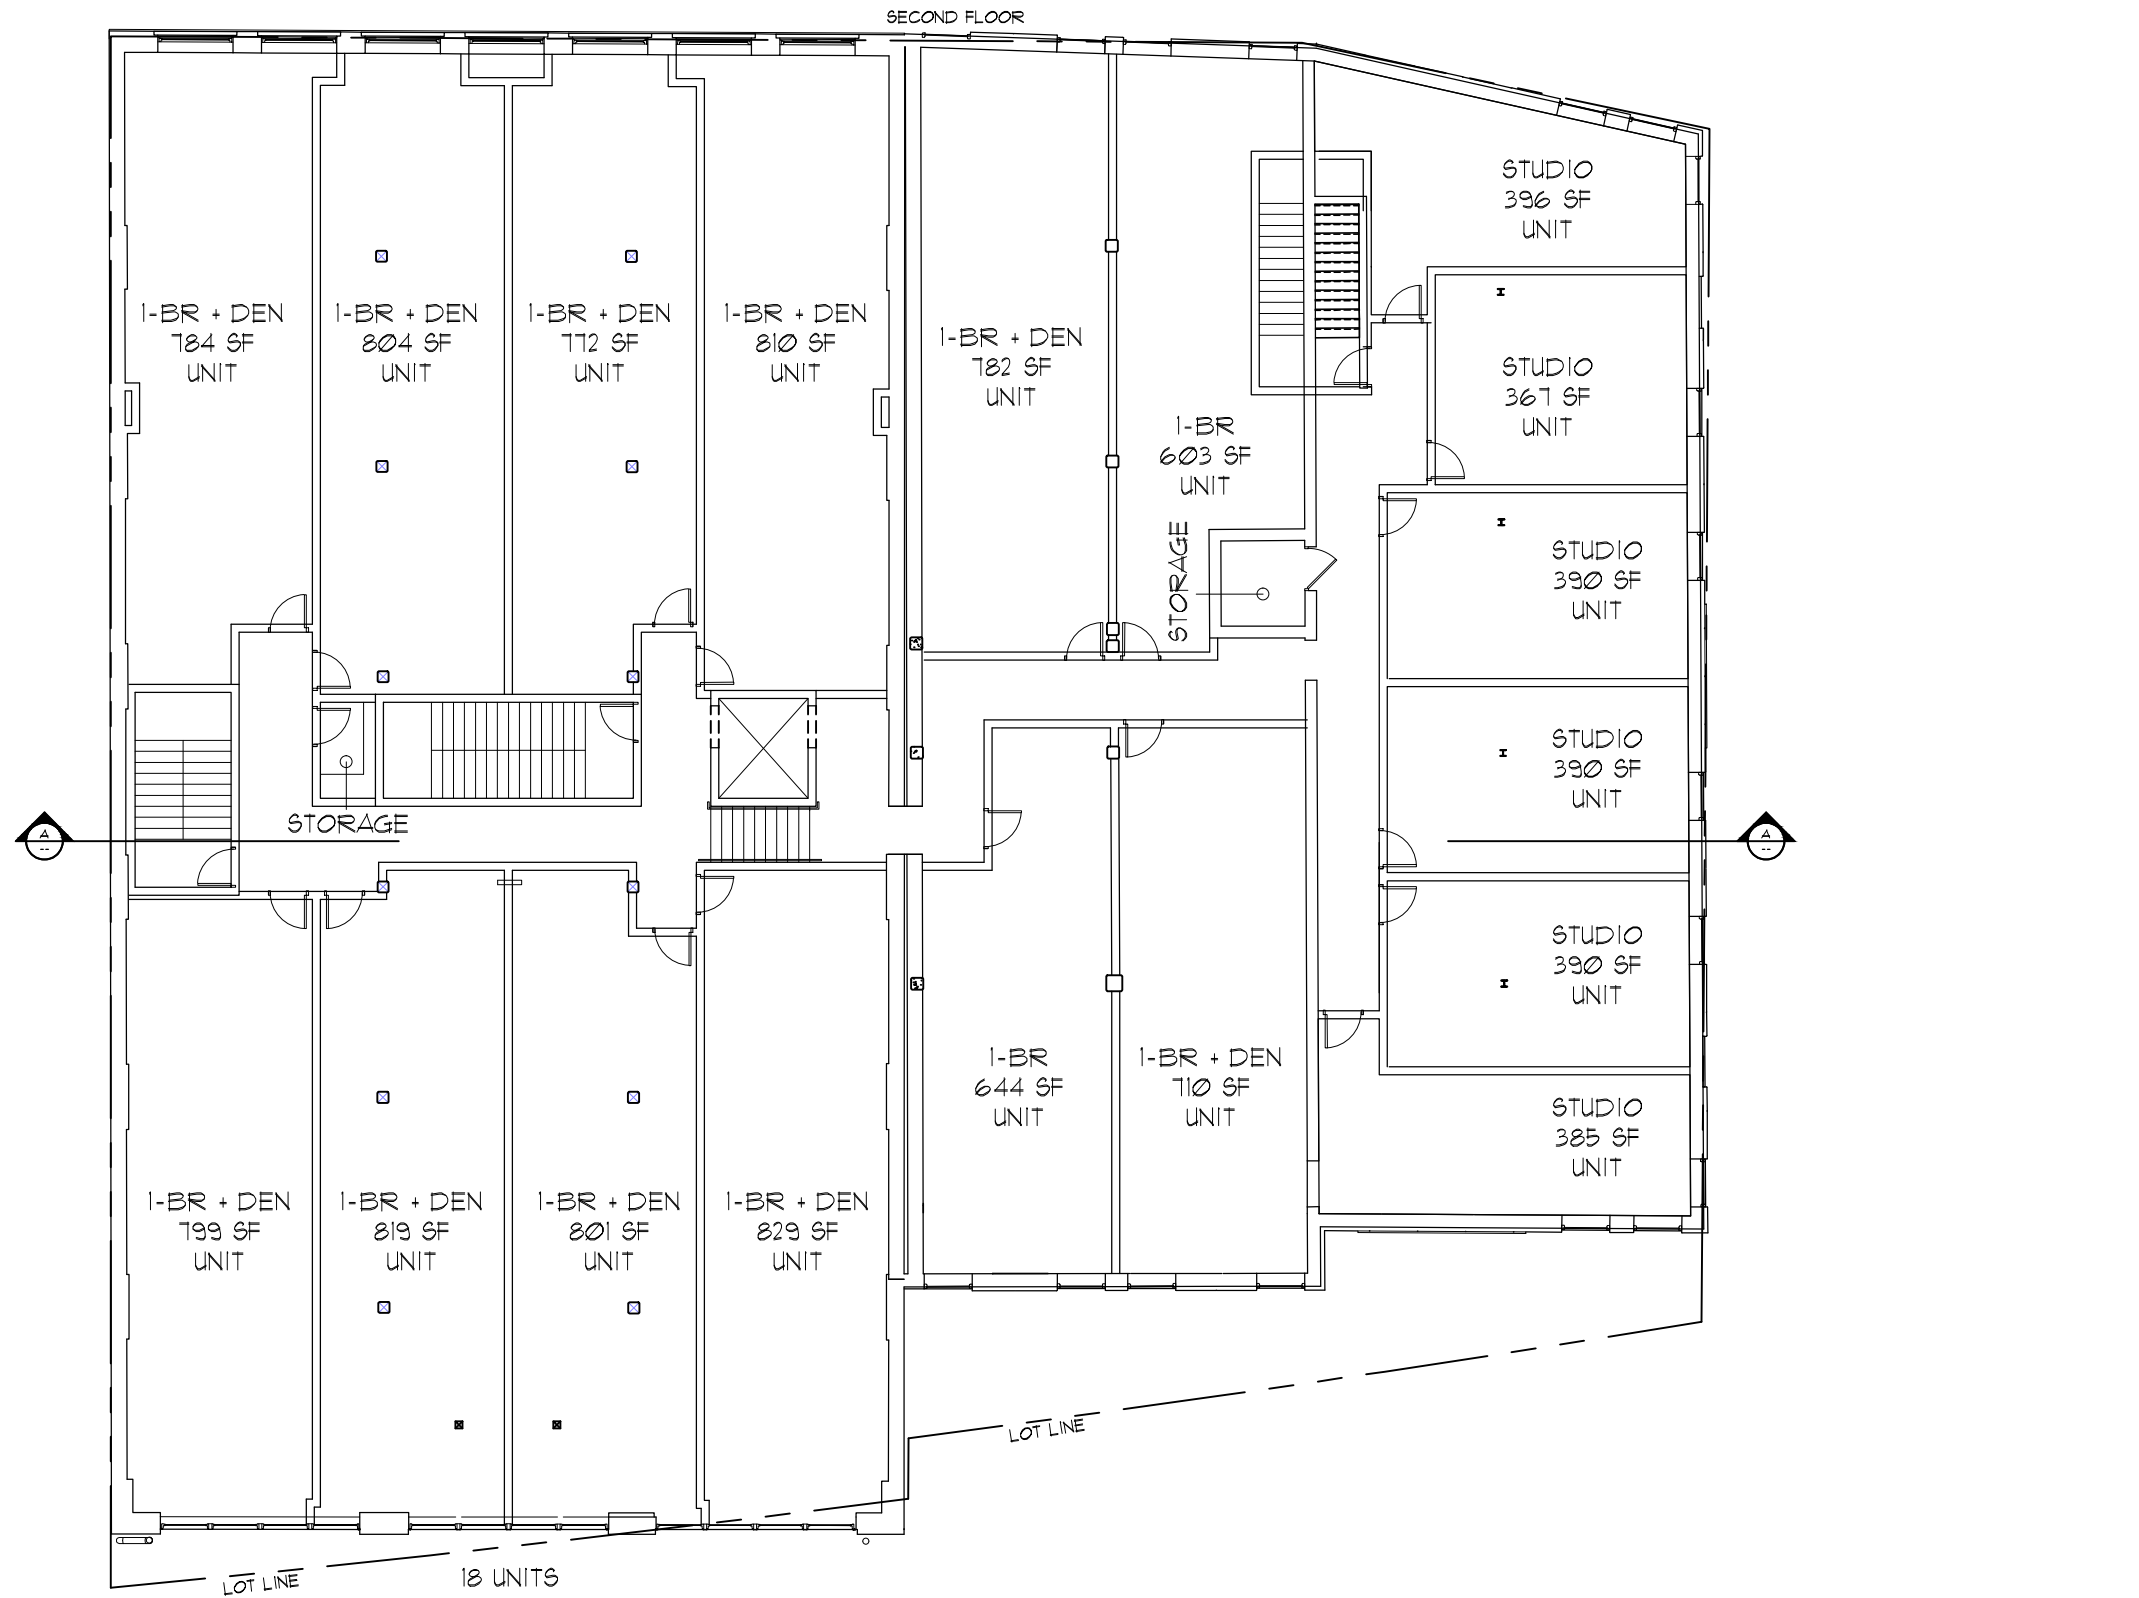 SECOND FLOOR
STUDIO
396 SF
UNIT
1-BR + DEN
784 SF
UNIT
1-BR + DEN
804 SF
UNIT
1-BR + DEN
772 SF
UNIT
1-BR + DEN
810 SF
UNIT
1-BR + DEN
782 SF
UNIT
STUDIO
367 SF
UNIT
1-BR
603 SF
UNIT
STORAGE
STUDIO
390 SF
UNIT
STUDIO
390 SF
UNIT
STORAGE
A
--
A
--
STUDIO
390 SF
UNIT
1-BR
644 SF
UNIT
1-BR + DEN
710 SF
UNIT
STUDIO
385 SF
UNIT
1-BR + DEN
799 SF
UNIT
1-BR + DEN
819 SF
UNIT
1-BR + DEN
801 SF
UNIT
1-BR + DEN
829 SF
UNIT
LOT LINE
LOT LINE
18 UNITS